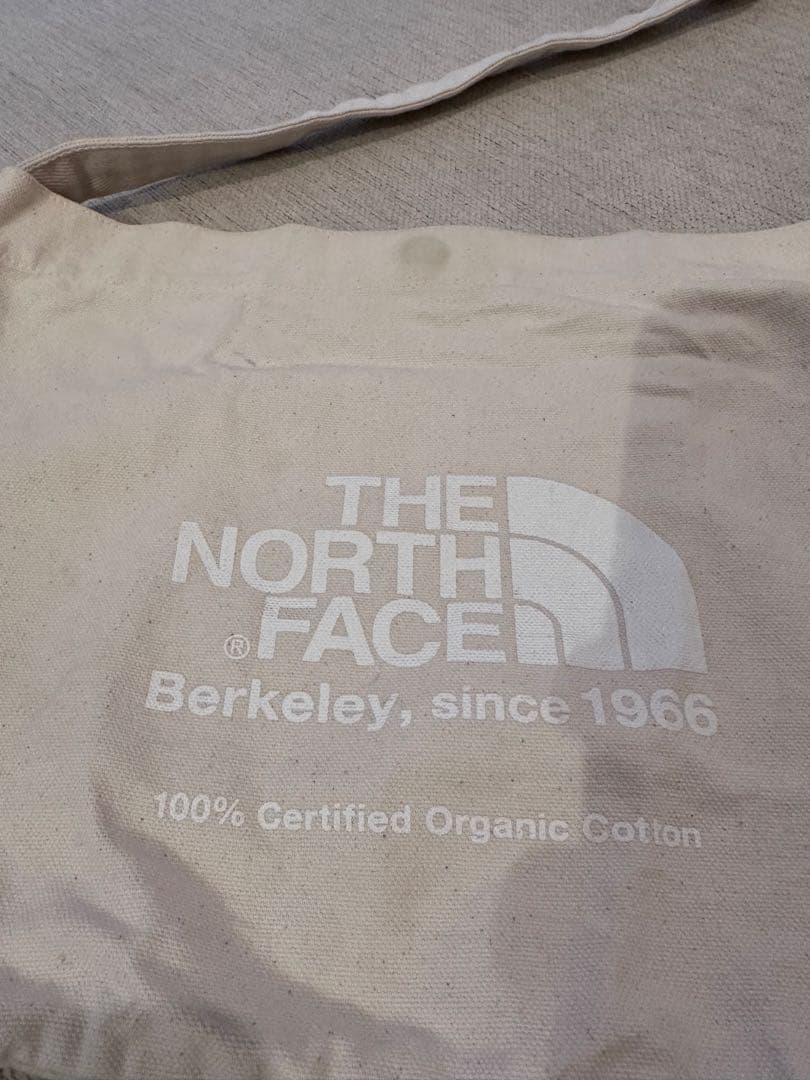 THE
NORTH
FACE
®
Berkeley, since 1966
100% Certified Organic Cotton